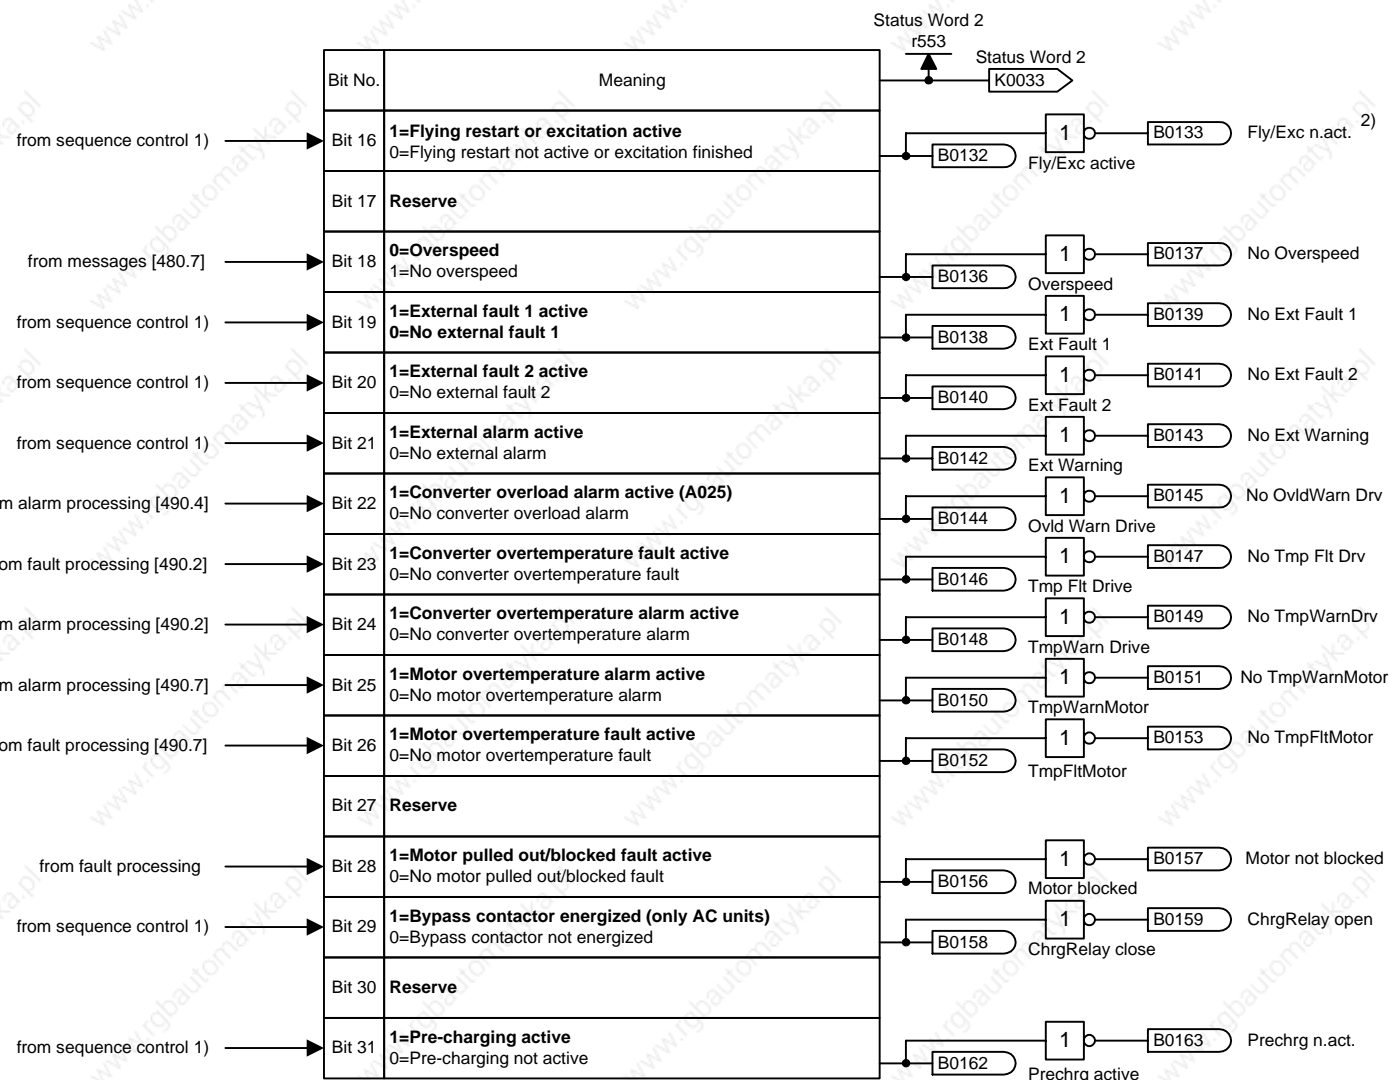 Status Word 2
r553
Status Word 2
K0033
Bit No. Meaning
from sequence control 1) Bit 16 1=Flying restart or excitation active
0=Flying restart not active or excitation finished
B0132 Fly/Exc active 1 B0133 Fly/Exc n.act. 2)
Bit 17 Reserve
from messages [480.7] Bit 18 0=Overspeed
1=No overspeed
B0136 Overspeed 1 B0137 No Overspeed
from sequence control 1) Bit 19 1=External fault 1 active
0=No external fault 1
B0138 Ext Fault 1 1 B0139 No Ext Fault 1
from sequence control 1) Bit 20 1=External fault 2 active
0=No external fault 2
B0140 Ext Fault 2 1 B0141 No Ext Fault 2
from sequence control 1) Bit 21 1=External alarm active
0=No external alarm
B0142 Ext Warning 1 B0143 No Ext Warning
m alarm processing [490.4] Bit 22 1=Converter overload alarm active (A025)
0=No converter overload alarm
B0144 Ovld Warn Drive 1 B0145 No OvldWarn Drv
om fault processing [490.2] Bit 23 1=Converter overtemperature fault active
0=No converter overtemperature fault
B0146 Tmp Flt Drive 1 B0147 No Tmp Flt Drv
m alarm processing [490.2] Bit 24 1=Converter overtemperature alarm active
0=No converter overtemperature alarm
B0148 TmpWarn Drive 1 B0149 No TmpWarnDrv
m alarm processing [490.7] Bit 25 1=Motor overtemperature alarm active
0=No motor overtemperature alarm
B0150 TmpWarnMotor 1 B0151 No TmpWarnMotor
om fault processing [490.7] Bit 26 1=Motor overtemperature fault active
0=No motor overtemperature fault
B0152 TmpFltMotor 1 B0153 No TmpFltMotor
Bit 27 Reserve
from fault processing Bit 28 1=Motor pulled out/blocked fault active
0=No motor pulled out/blocked fault
B0156 Motor blocked 1 B0157 Motor not blocked
from sequence control 1) Bit 29 1=Bypass contactor energized (only AC units)
0=Bypass contactor not energized
B0158 ChrgRelay close 1 B0159 ChrgRelay open
Bit 30 Reserve
from sequence control 1) Bit 31 1=Pre-charging active
0=Pre-charging not active
B0162 Prechrg active 1 B0163 Prechrg n.act.
www.rgbautomatyka.pl